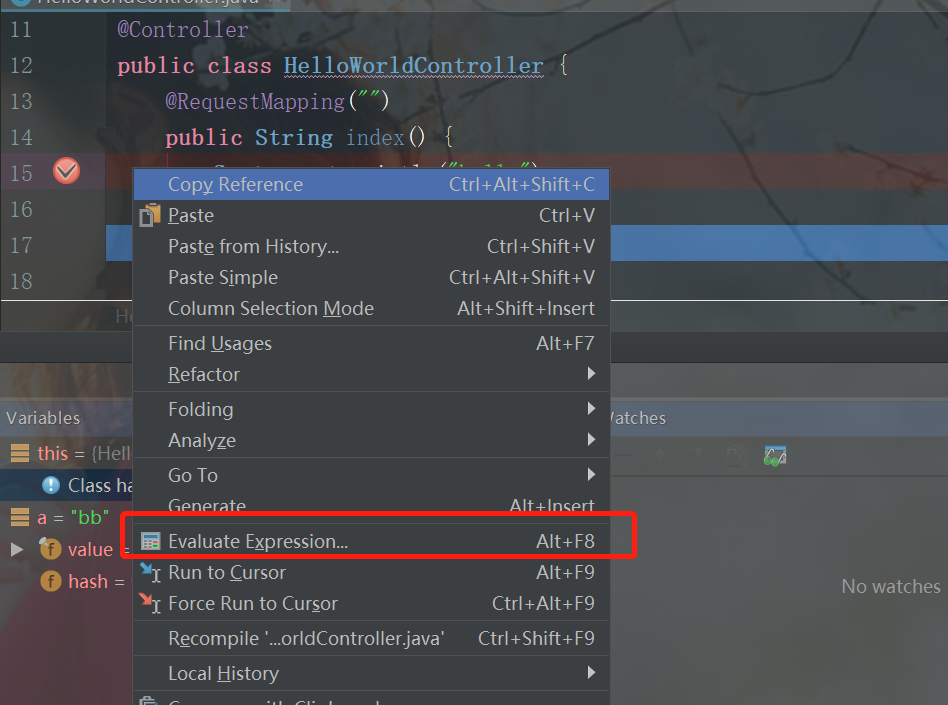 HelloWorldController.java
11 @Controller
12 public class HelloWorldController {
13 @RequestMapping("")
14 public String index() {
15
16
17
18
Copy Reference Ctrl+Alt+Shift+C
Paste Ctrl+V
Paste from History... Ctrl+Shift+V
Paste Simple Ctrl+Alt+Shift+V
Column Selection Mode Alt+Shift+Insert
Find Usages Alt+F7
Refactor
Folding
Analyze
Go To
Generate Alt+Insert
Evaluate Expression... Alt+F8
Run to Cursor Alt+F9
Force Run to Cursor Ctrl+Alt+F9
Recompile '...orldController.java' Ctrl+Shift+F9
Local History
Variables
this = {Hell
Class ha
a = "bb"
f value =
f hash =
Watches
No watches